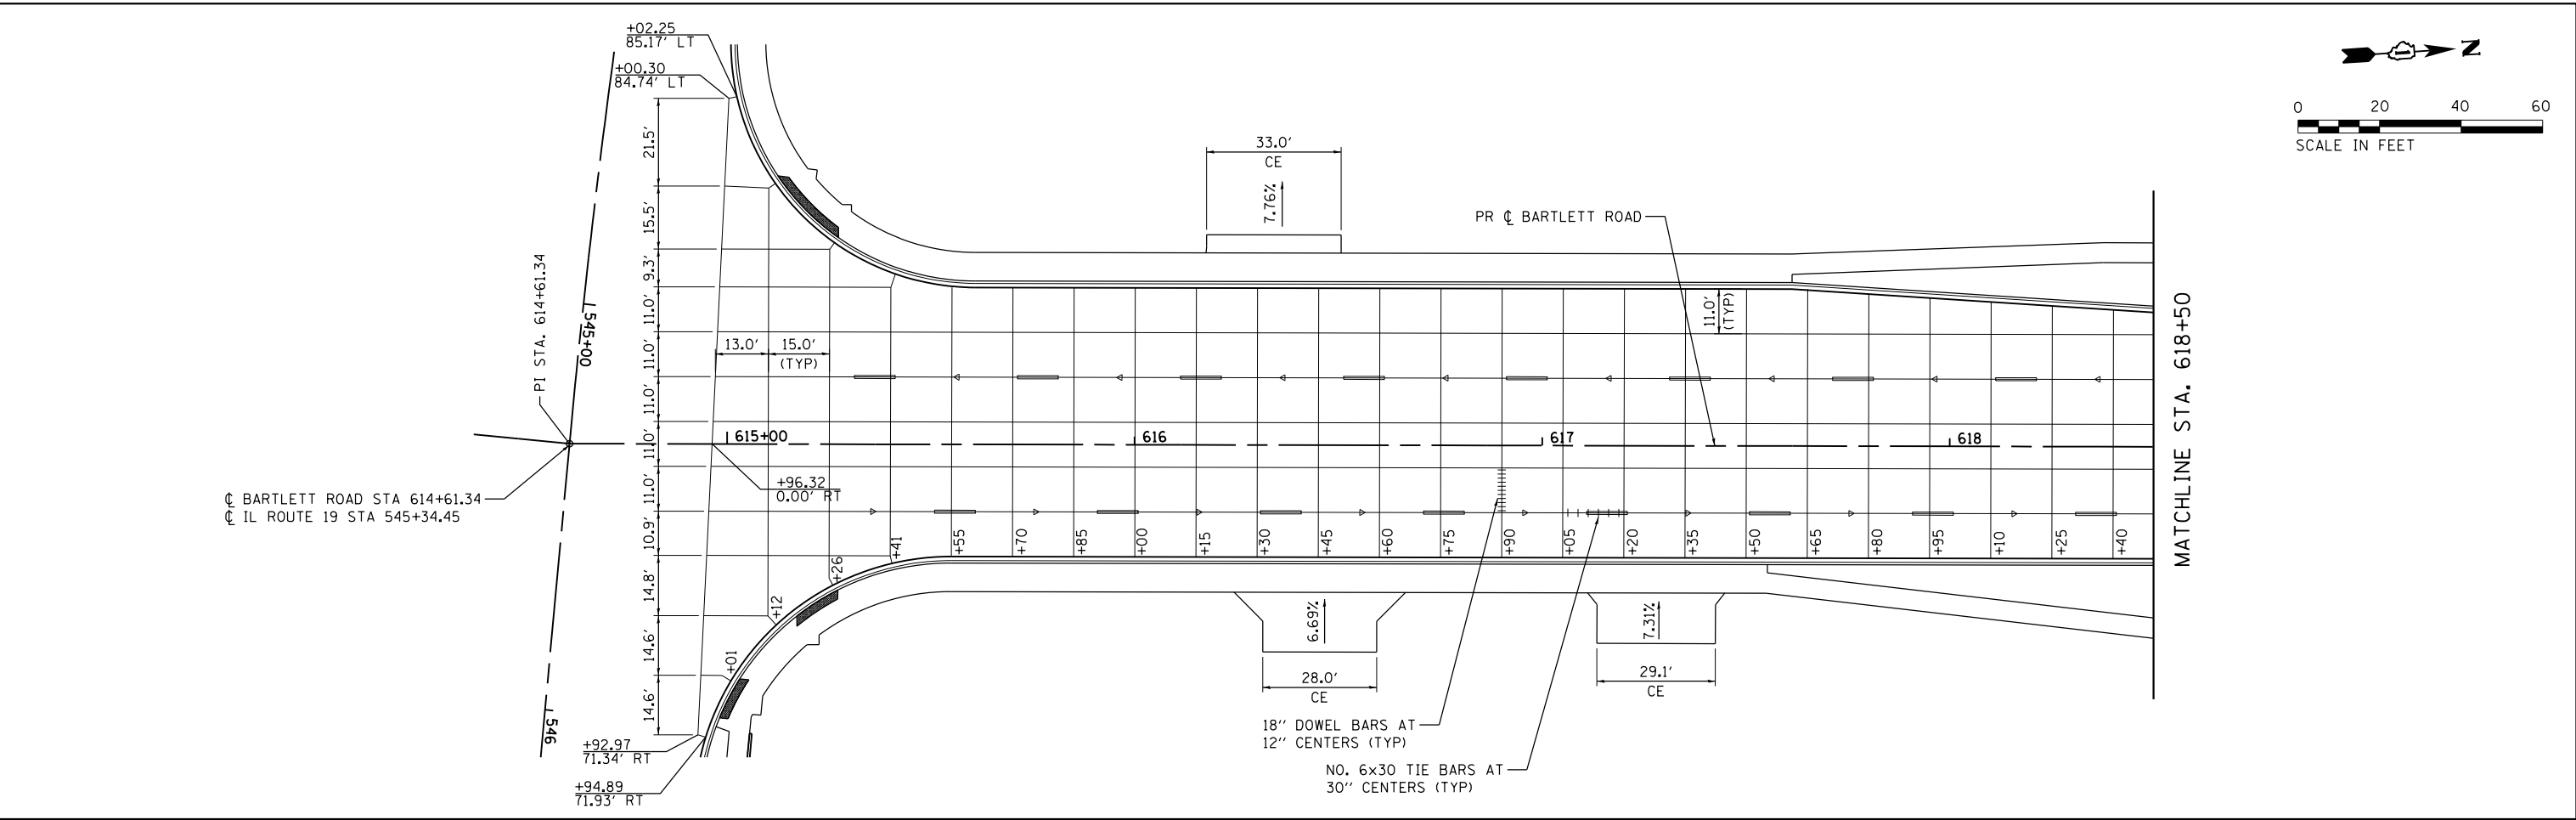 +02.25
85.17' LT
+00.30
84.74' LT
N
0 20 40 60
SCALE IN FEET
33.0'
CE
7.76%
PR ℄ BARTLETT ROAD
21.5'
15.5'
9.3'
11.0'
11.0'
11.0'
11.0'
11.0'
10.9'
14.8'
14.6'
14.6'
13.0'
15.0'
(TYP)
11.0'
(TYP)
PI STA. 614+61.34
545+00
546
615+00
616
617
618
+96.32
0.00' RT
℄ BARTLETT ROAD STA 614+61.34
℄ IL ROUTE 19 STA 545+34.45
MATCHLINE STA. 618+50
+01
+12
+26
+41
+55
+70
+85
+00
+15
+30
+45
+60
+75
+90
+05
+20
+35
+50
+65
+80
+95
+10
+25
+40
6.69%
28.0'
CE
7.31%
29.1'
CE
18'' DOWEL BARS AT
12'' CENTERS (TYP)
NO. 6x30 TIE BARS AT
30'' CENTERS (TYP)
+92.97
71.34' RT
+94.89
71.93' RT